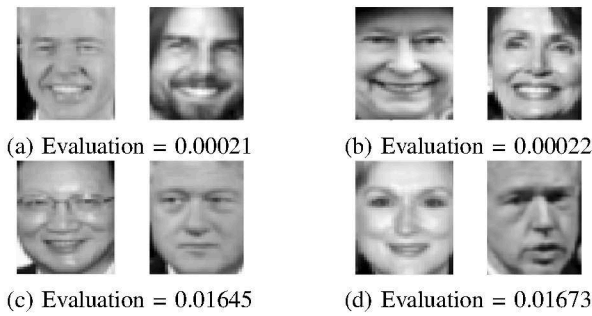 (a) Evaluation = 0.00021
(b) Evaluation = 0.00022
(c) Evaluation = 0.01645
(d) Evaluation = 0.01673